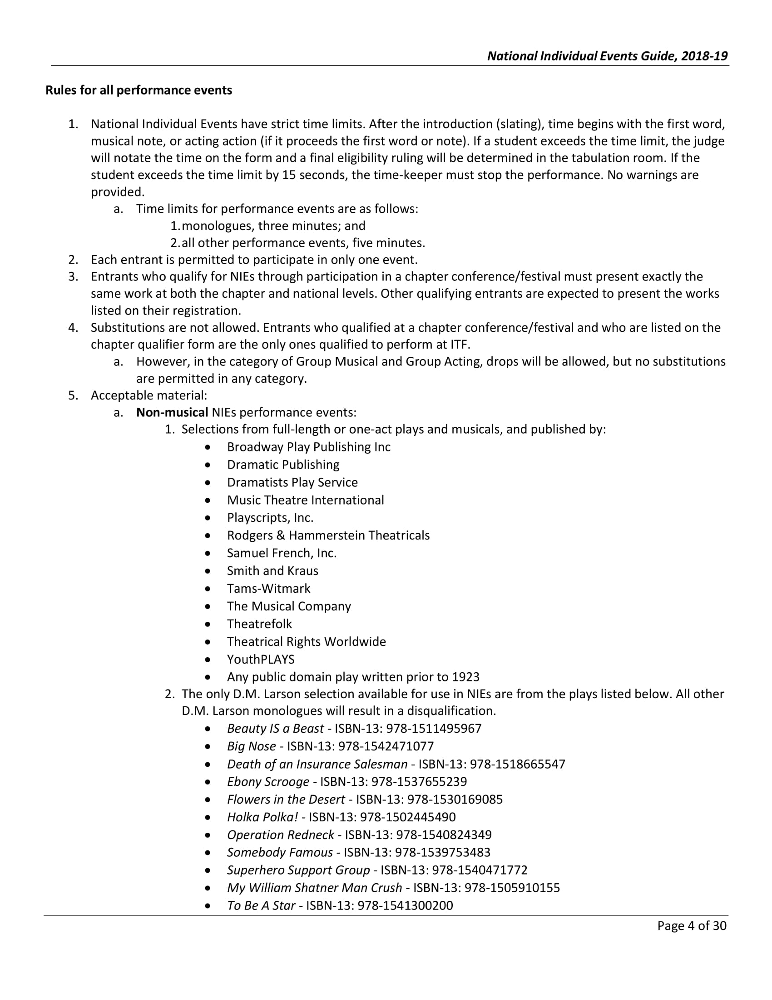 National Individual Events Guide, 2018-19
Rules for all performance events
1. National Individual Events have strict time limits. After the introduction (slating), time begins with the first word,
musical note, or acting action (if it proceeds the first word or note). If a student exceeds the time limit, the judge
will notate the time on the form and a final eligibility ruling will be determined in the tabulation room. If the
student exceeds the time limit by 15 seconds, the time-keeper must stop the performance. No warnings are
provided.
a. Time limits for performance events are as follows:
1. monologues, three minutes; and
2. all other performance events, five minutes.
2. Each entrant is permitted to participate in only one event.
3. Entrants who qualify for NIEs through participation in a chapter conference/festival must present exactly the
same work at both the chapter and national levels. Other qualifying entrants are expected to present the works
listed on their registration.
4. Substitutions are not allowed. Entrants who qualified at a chapter conference/festival and who are listed on the
chapter qualifier form are the only ones qualified to perform at ITF.
a. However, in the category of Group Musical and Group Acting, drops will be allowed, but no substitutions
are permitted in any category.
5. Acceptable material:
a. Non-musical NIEs performance events:
1. Selections from full-length or one-act plays and musicals, and published by:
• Broadway Play Publishing Inc
• Dramatic Publishing
• Dramatists Play Service
• Music Theatre International
• Playscripts, Inc.
• Rodgers & Hammerstein Theatricals
• Samuel French, Inc.
• Smith and Kraus
• Tams-Witmark
• The Musical Company
• Theatrefolk
• Theatrical Rights Worldwide
• YouthPLAYS
• Any public domain play written prior to 1923
2. The only D.M. Larson selection available for use in NIEs are from the plays listed below. All other
D.M. Larson monologues will result in a disqualification.
• Beauty IS a Beast - ISBN-13: 978-1511495967
• Big Nose - ISBN-13: 978-1542471077
• Death of an Insurance Salesman - ISBN-13: 978-1518665547
• Ebony Scrooge - ISBN-13: 978-1537655239
• Flowers in the Desert - ISBN-13: 978-1530169085
• Holka Polka! - ISBN-13: 978-1502445490
• Operation Redneck - ISBN-13: 978-1540824349
• Somebody Famous - ISBN-13: 978-1539753483
• Superhero Support Group - ISBN-13: 978-1540471772
• My William Shatner Man Crush - ISBN-13: 978-1505910155
• To Be A Star - ISBN-13: 978-1541300200
Page 4 of 30